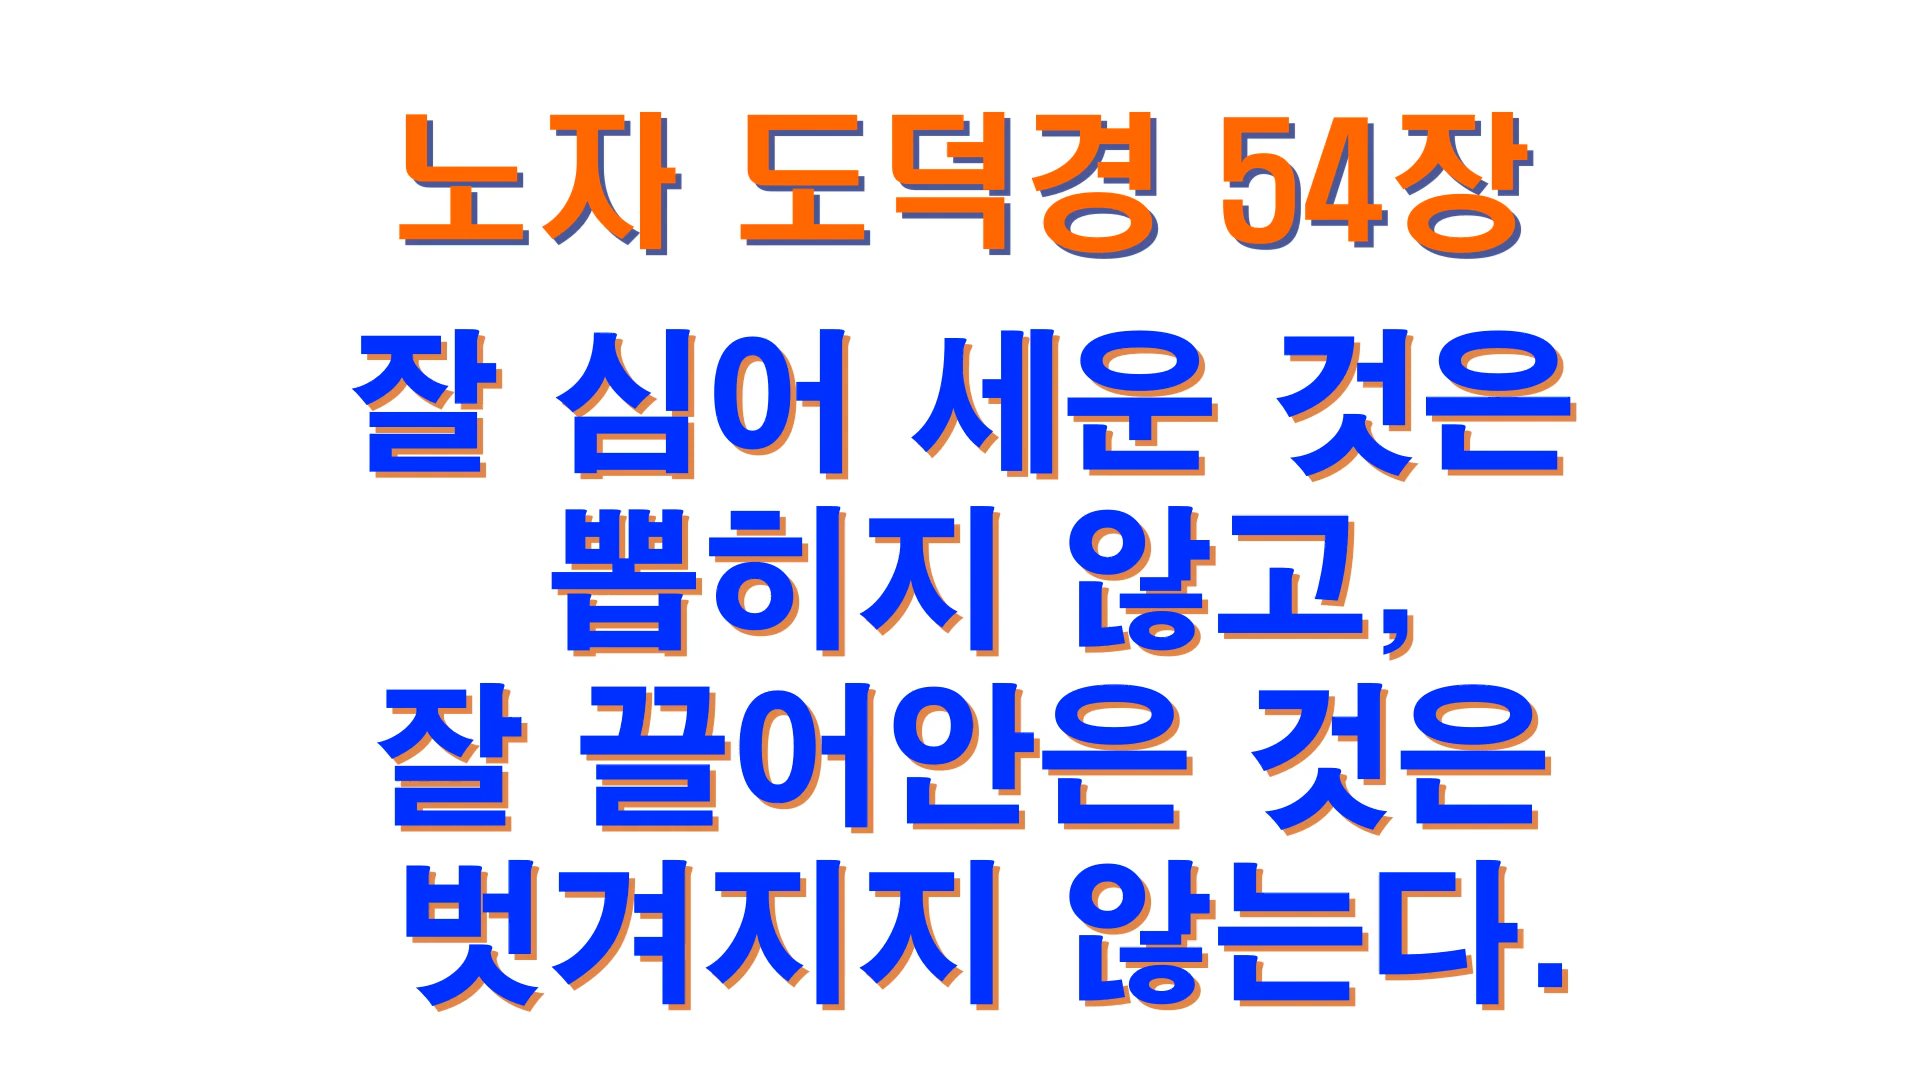 노자 도덕경 54장
잘 심어 세운 것은
뽑히지 않고,
잘 끌어안은 것은
벗겨지지 않는다.